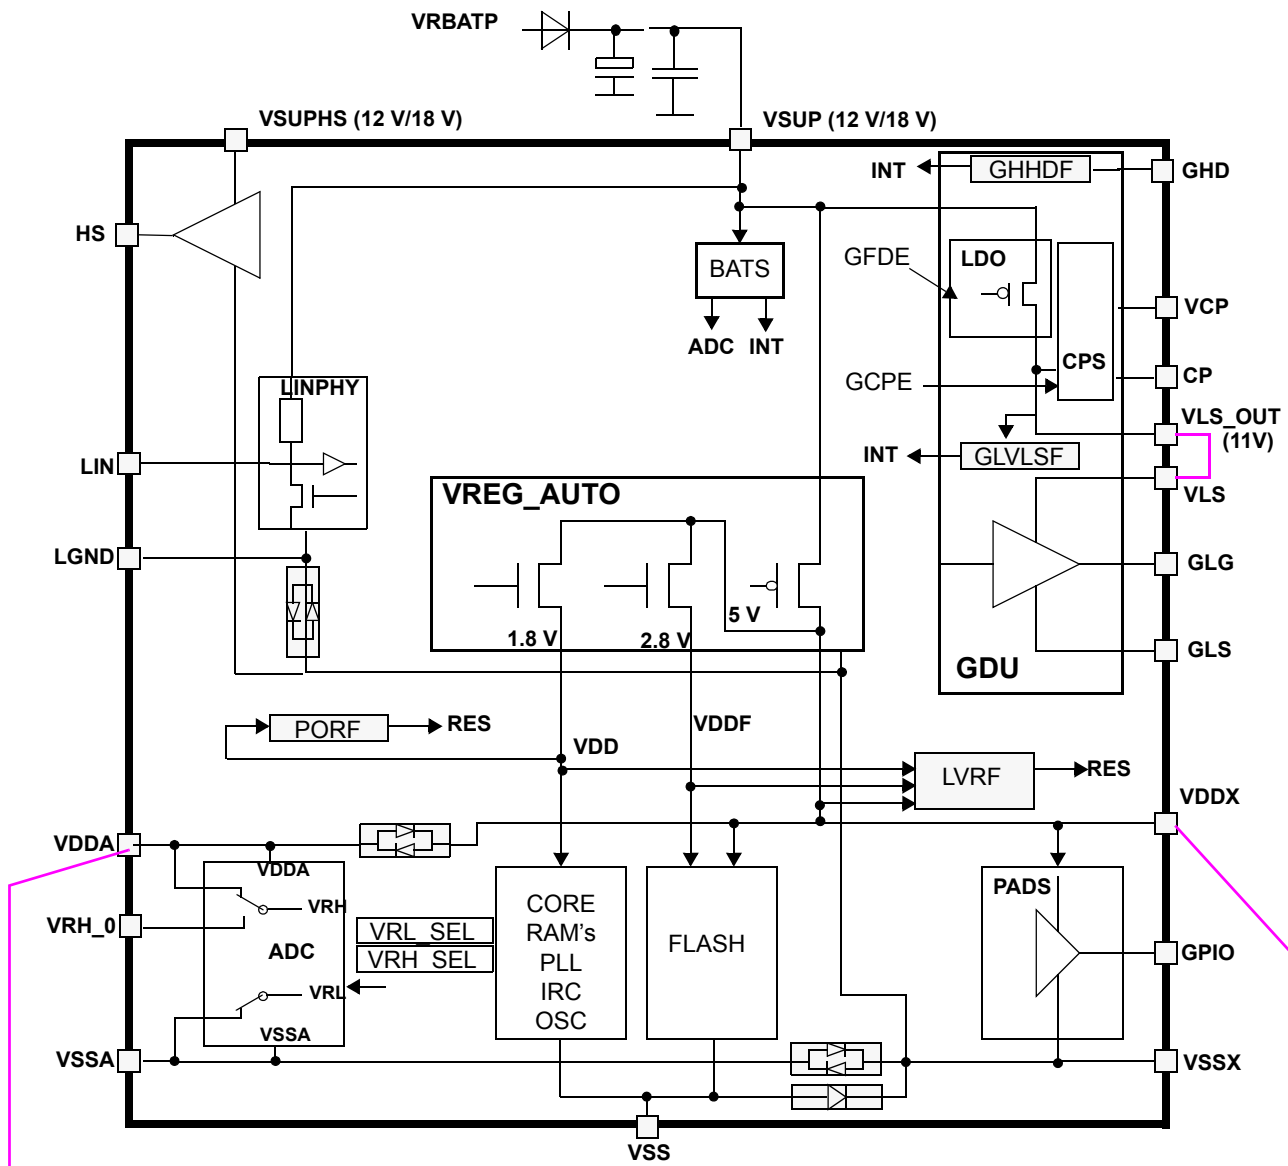 VRBATP
VSUPHS (12 V/18 V)
VSUP (12 V/18 V)
INT
GHHDF
GHD
HS
BATS
GFDE
LDO
VCP
ADC
INT
CPS
CP
LINPHY
GCPE
VLS_OUT
(11V)
LIN
INT
GLVLSF
VLS
VREG_AUTO
LGND
GLG
5 V
1.8 V
2.8 V
GLS
GDU
PORF
RES
VDDF
VDD
LVRF
RES
VDDX
VDDA
VDDA
PADS
VRH
CORE
RAM's
PLL
IRC
OSC
VRH_0
VRL_SEL
VRH_SEL
FLASH
ADC
GPIO
VRL
VSSA
VSSA
VSSX
VSS